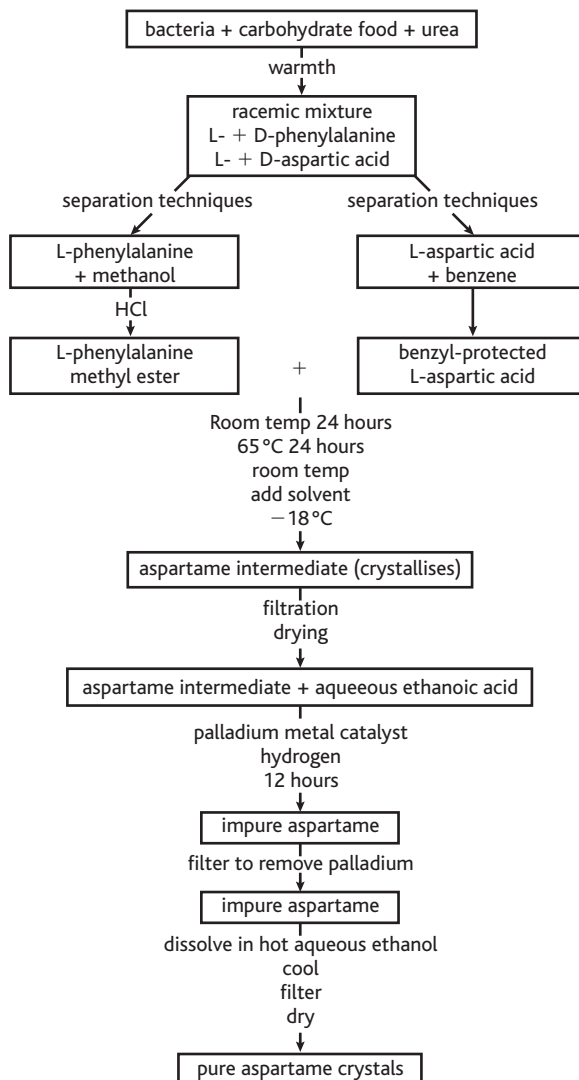 bacteria + carbohydrate food + urea
warmth
racemic mixture
L- + D-phenylalanine
L- + D-aspartic acid
separation techniques
separation techniques
L-phenylalanine
+ methanol
L-aspartic acid
+ benzene
HCl
L-phenylalanine
methyl ester
+
benzyl-protected
L-aspartic acid
Room temp 24 hours
65 °C 24 hours
room temp
add solvent
−18 °C
aspartame intermediate (crystallises)
filtration
drying
aspartame intermediate + aqueeous ethanoic acid
palladium metal catalyst
hydrogen
12 hours
impure aspartame
filter to remove palladium
impure aspartame
dissolve in hot aqueous ethanol
cool
filter
dry
pure aspartame crystals